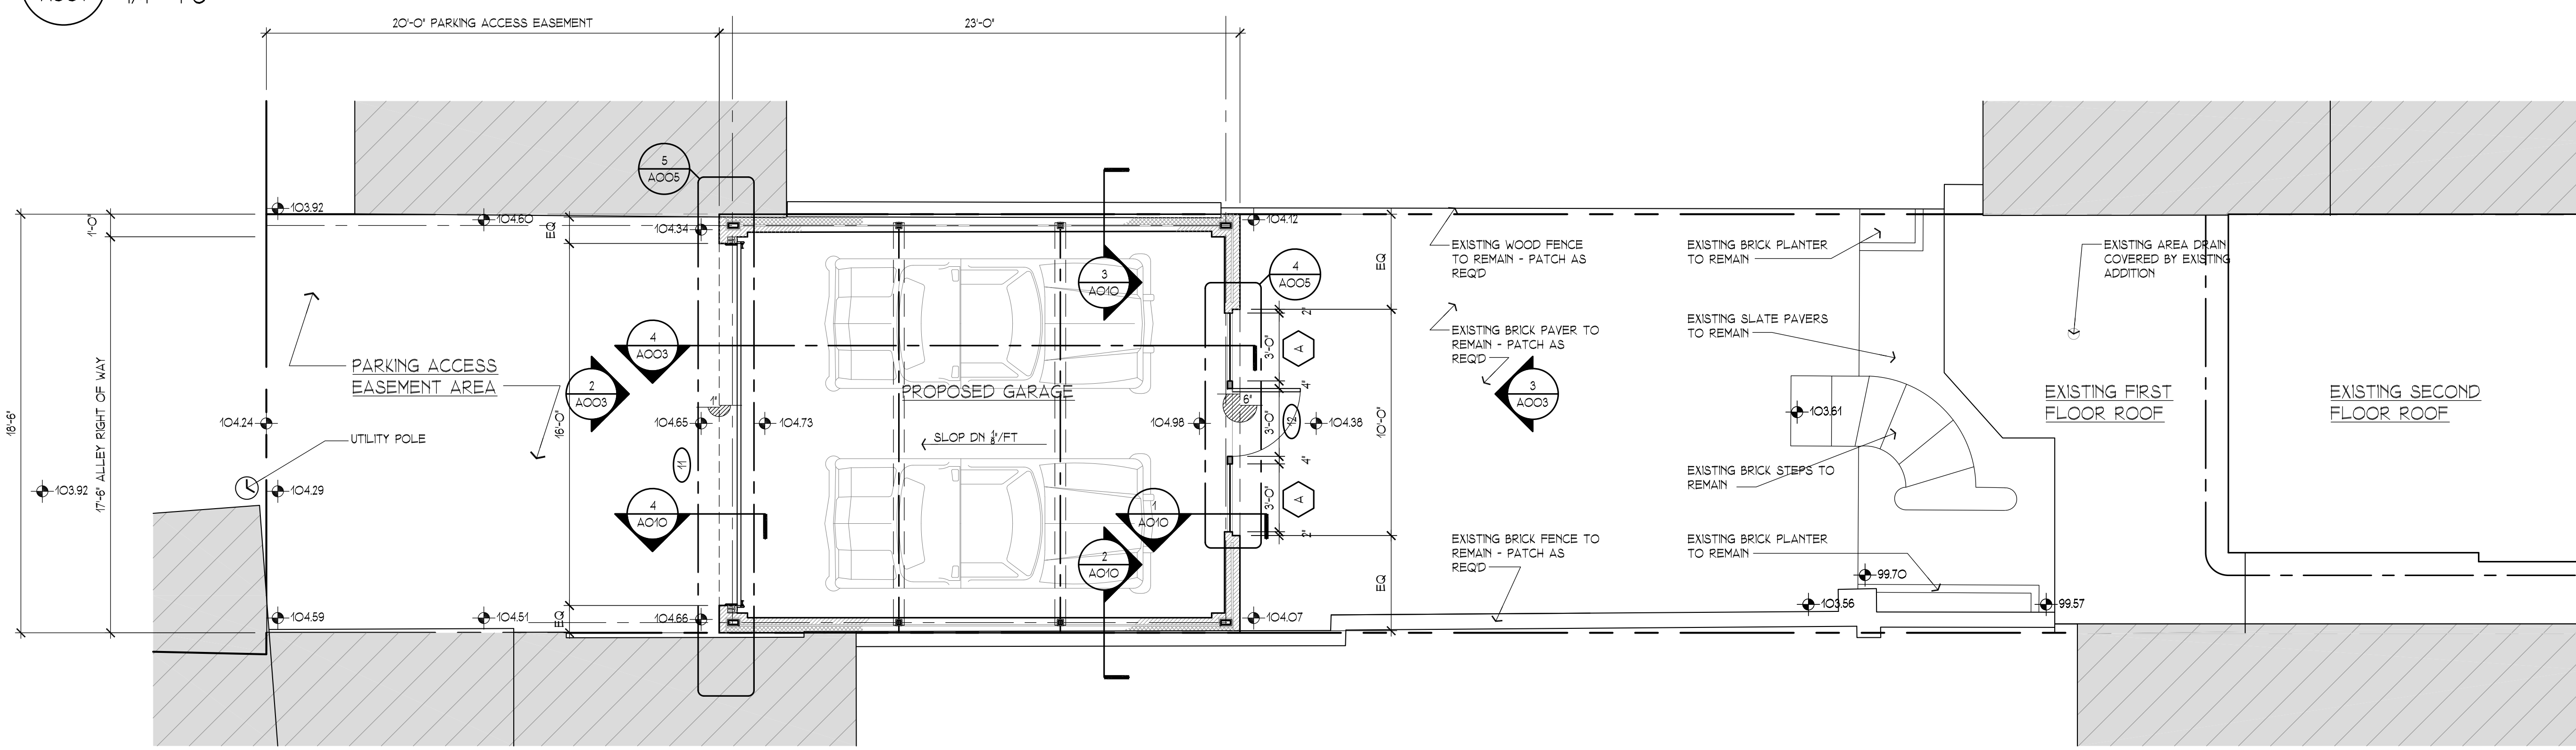 20'-0" PARKING ACCESS EASEMENT
23'-0"
5
A005
103.92
104.60
104.34
104.12
1'-0"
EQ
EQ
EXISTING WOOD FENCE
TO REMAIN - PATCH AS
REQ'D
EXISTING BRICK PLANTER
TO REMAIN
EXISTING AREA DRAIN
COVERED BY EXISTING
ADDITION
3
A010
4
A005
2"
EXISTING BRICK PAVER TO
REMAIN - PATCH AS
REQ'D
EXISTING SLATE PAVERS
TO REMAIN
4
A003
3'-0"
A
PARKING ACCESS
EASEMENT AREA
2
A003
1"
PROPOSED GARAGE
4"
6"
3
A003
EXISTING FIRST
FLOOR ROOF
EXISTING SECOND
FLOOR ROOF
18'-6"
17'-6" ALLEY RIGHT OF WAY
16'-0"
104.24
104.65
104.73
104.98
3'-0"
12
104.38
10'-0"
103.61
UTILITY POLE
SLOP DN 1/8"/FT
11
4"
EXISTING BRICK STEPS TO
REMAIN
103.92
104.29
4
A010
1
A010
3'-0"
A
2"
EXISTING BRICK FENCE TO
REMAIN - PATCH AS
REQ'D
EXISTING BRICK PLANTER
TO REMAIN
2
A010
EQ
99.70
104.59
104.51
EQ
104.66
104.07
103.56
99.57